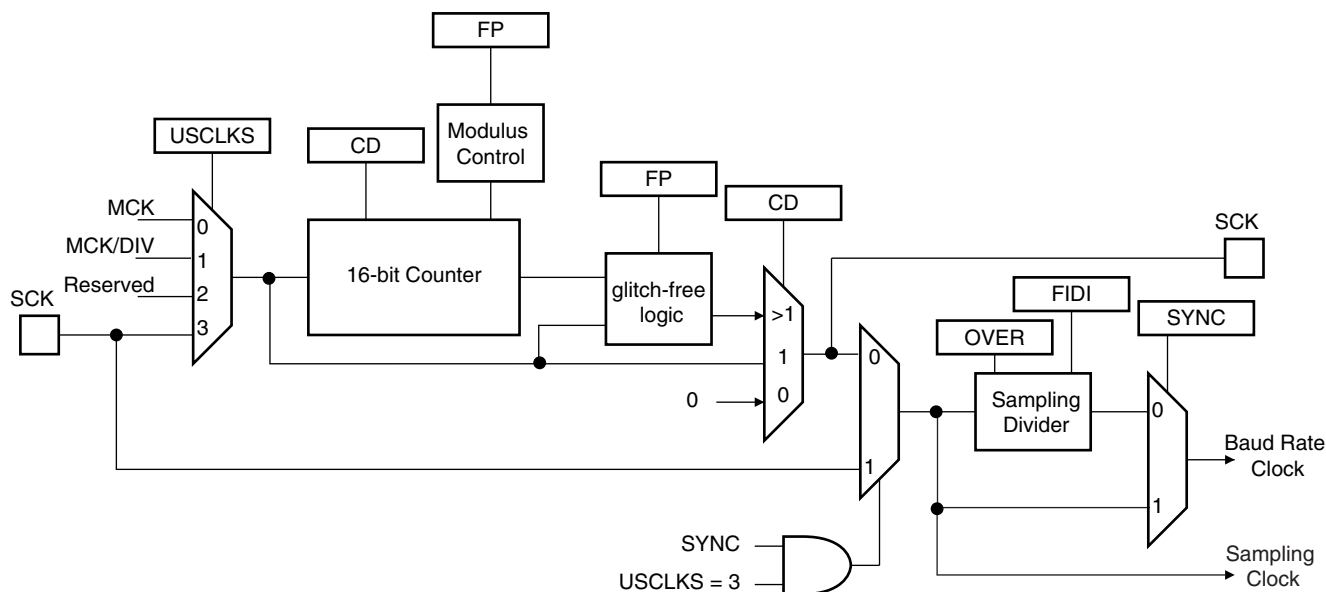 FP
USCLKS
CD
Modulus
Control
FP
CD
MCK
0
MCK/DIV
1
Reserved
2
SCK
3
16-bit Counter
glitch-free
logic
>1
1
0
0
SCK
FIDI
OVER
SYNC
0
1
Sampling
Divider
0
1
Baud Rate
Clock
SYNC
USCLKS = 3
Sampling
Clock